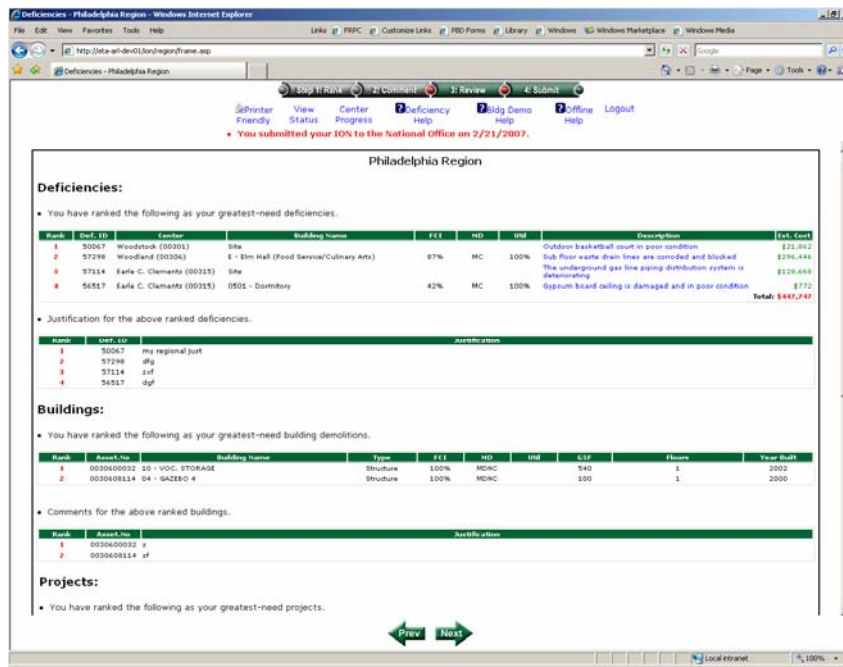 Deficiencies - Philadelphia Region - Windows Internet Explorer
File Edit View Favorites Tools Help Links FRPC Customize Links PBD Forms Library Windows Windows Marketplace Windows Media
http://eta-arl-dev01/ion/region/frame.asp Google
Deficiencies - Philadelphia Region Page Tools
Step 1: Rank 2: Comment 3: Review 4: Submit
Printer Friendly View Status Center Progress Deficiency Help Bldg Demo Help Offline Help Logout
• You submitted your ION to the National Office on 2/21/2007.
Philadelphia Region
Deficiencies:
• You have ranked the following as your greatest-need deficiencies.
Rank Def. ID Center Building Name FCI MD Util Description Est. Cost
1 50067 Woodstock (00301) Site Outdoor basketball court in poor condition $21,862
2 57298 Woodland (00306) E - Elm Hall (Food Service/Culinary Arts) 87% MC 100% Sub floor waste drain lines are corroded and blocked $296,446
3 57114 Earle C. Clements (00315) Site The underground gas line piping distribution system is deteriorating $128,668
4 56517 Earle C. Clements (00315) 0501 - Dormitory 42% MC 100% Gypsum board ceiling is damaged and in poor condition $772
Total: $447,747
• Justification for the above ranked deficiencies.
Rank Def. ID Justification
1 50067 my regional just
2 57298 dfg
3 57114 zxf
4 56517 dgf
Buildings:
• You have ranked the following as your greatest-need building demolitions.
Rank Asset.No Building Name Type FCI MD Util GSF Floors Year Built
1 0030600032 10 - VOC. STORAGE Structure 100% MDNC 540 1 2002
2 0030608114 04 - GAZEBO 4 Structure 100% MDNC 100 1 2000
• Comments for the above ranked buildings.
Rank Asset.No Justification
1 0030600032 z
2 0030608114 sf
Projects:
• You have ranked the following as your greatest-need projects.
Prev Next
Local intranet 100%